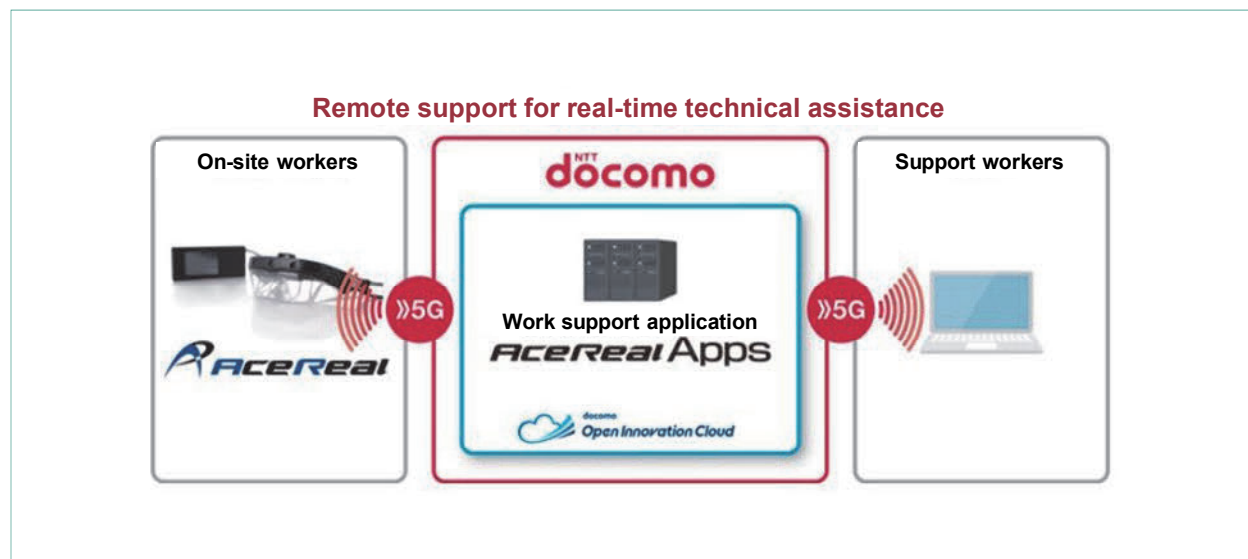 Remote support for real-time technical assistance
On-site workers
AceReal
»5G
NTT
döcomo
Work support application
AceReal Apps
docomo
Open Innovation Cloud
»5G
Support workers